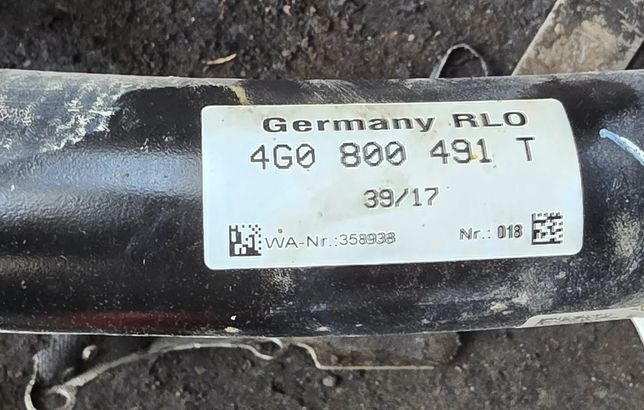 Germany RLO
4G0 800 491 T
39/17
WA-Nr.:358938 Nr.: 018